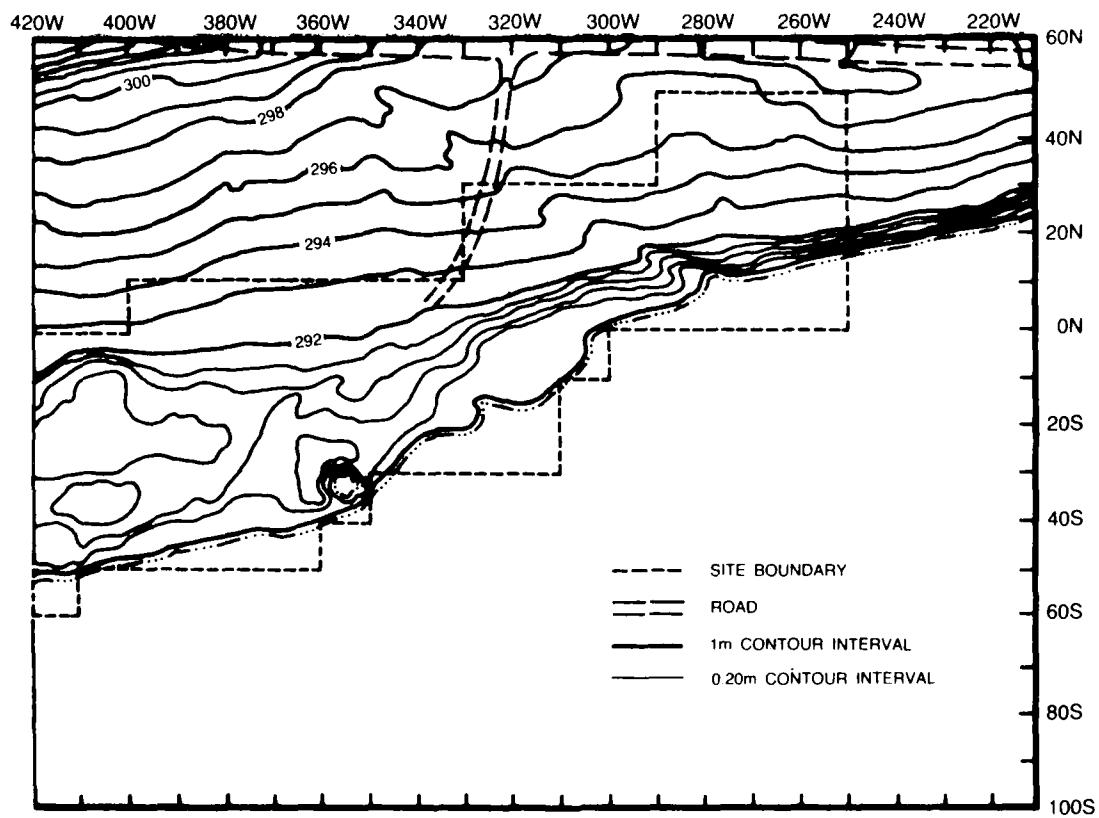 420W 400W 380W 360W 340W 320W 300W 280W 260W 240W 220W
60N
300
298
40N
296
294
20N
292
0N
20S
40S
SITE BOUNDARY
ROAD
60S
1m CONTOUR INTERVAL
0.20m CONTOUR INTERVAL
80S
100S